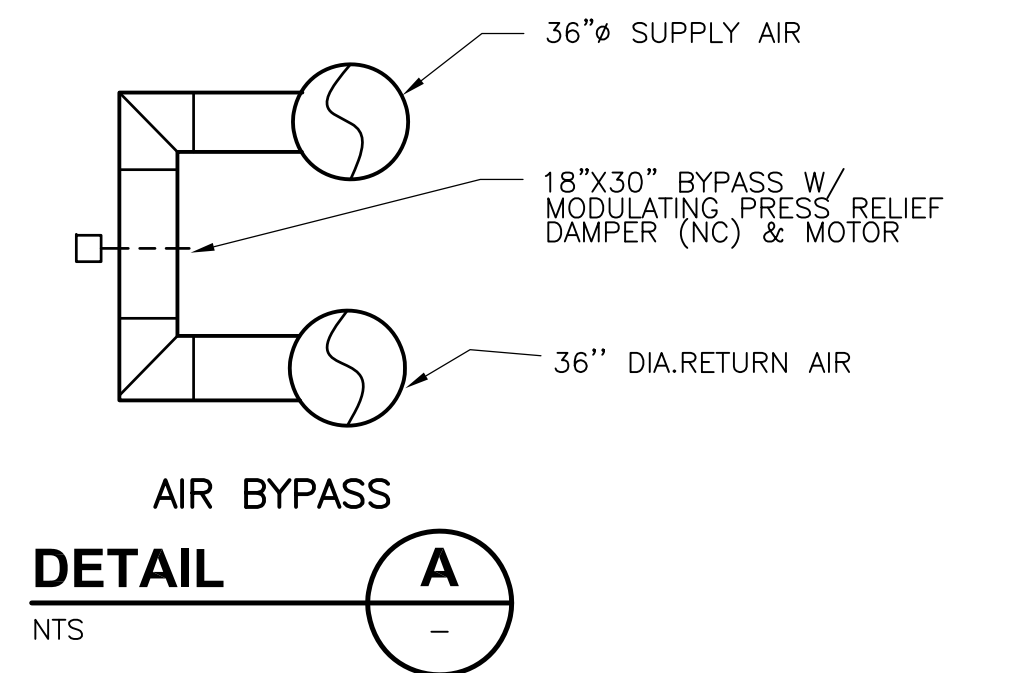 36”ø SUPPLY AIR
18”X30” BYPASS W/
MODULATING PRESS RELIEF
DAMPER (NC) & MOTOR
36’’ DIA.RETURN AIR
AIR BYPASS
DETAIL
A
NTS
–